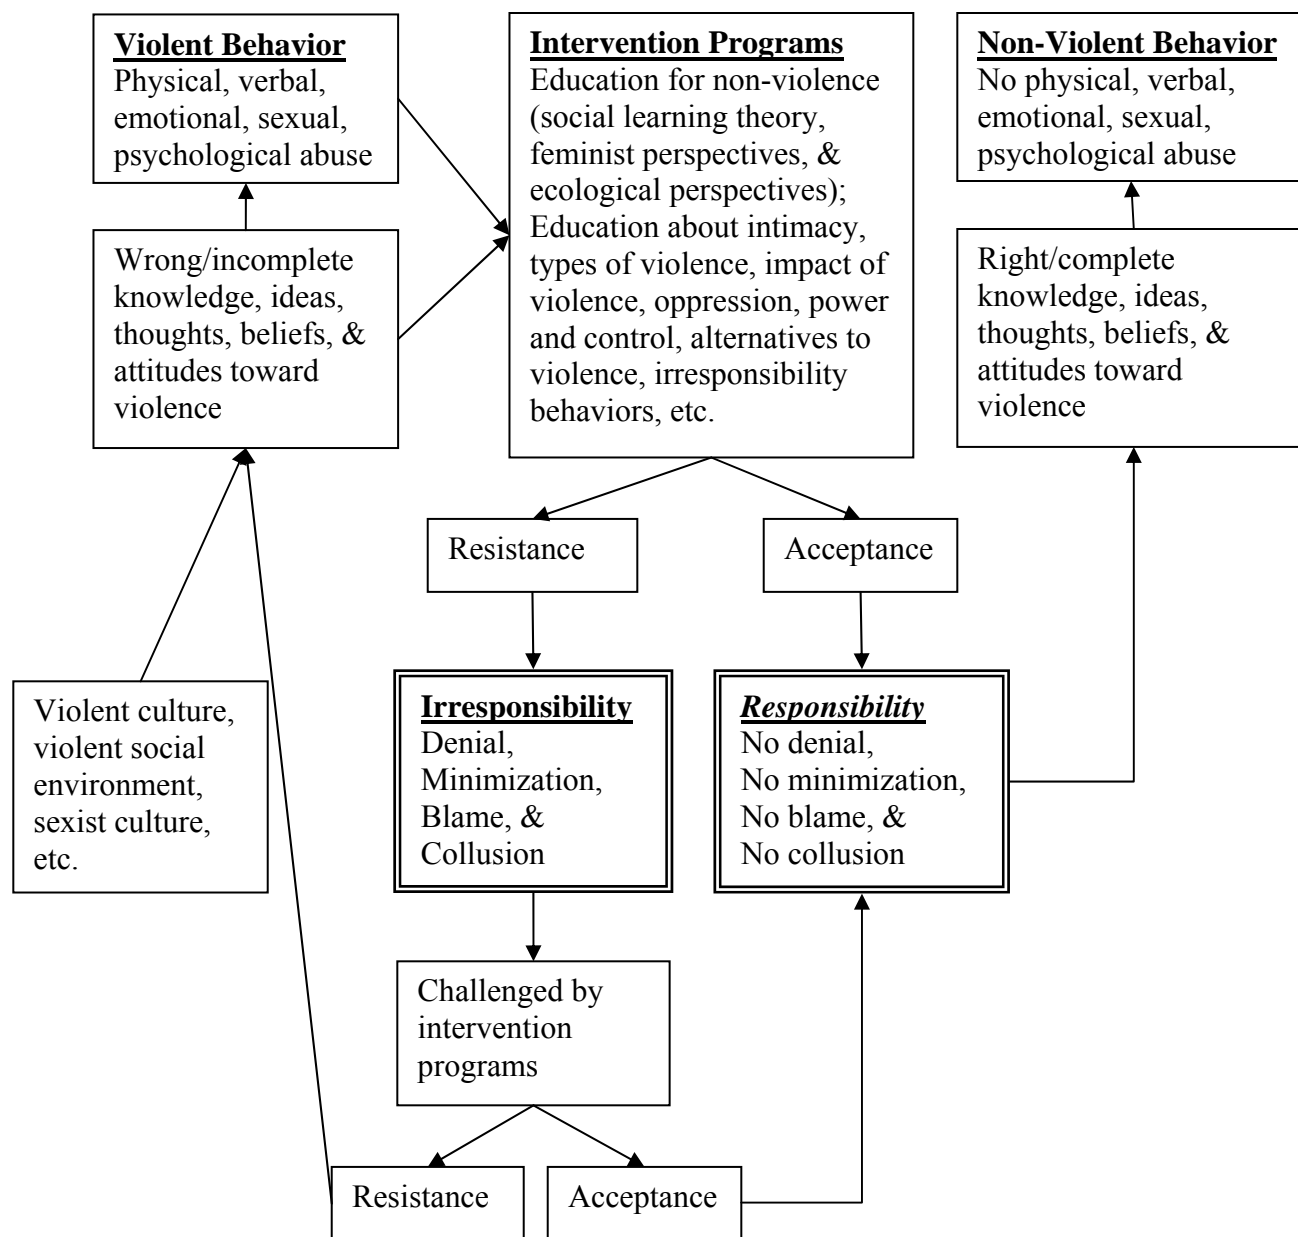 Violent Behavior
Physical, verbal,
emotional, sexual,
psychological abuse
Intervention Programs
Education for non-violence
(social learning theory,
feminist perspectives, &
ecological perspectives);
Education about intimacy,
types of violence, impact of
violence, oppression, power
and control, alternatives to
violence, irresponsibility
behaviors, etc.
Non-Violent Behavior
No physical, verbal,
emotional, sexual,
psychological abuse
Wrong/incomplete
knowledge, ideas,
thoughts, beliefs, &
attitudes toward
violence
Right/complete
knowledge, ideas,
thoughts, beliefs, &
attitudes toward
violence
Resistance
Acceptance
Violent culture,
violent social
environment,
sexist culture,
etc.
Irresponsibility
Denial,
Minimization,
Blame, &
Collusion
Responsibility
No denial,
No minimization,
No blame, &
No collusion
Challenged by
intervention
programs
Resistance
Acceptance